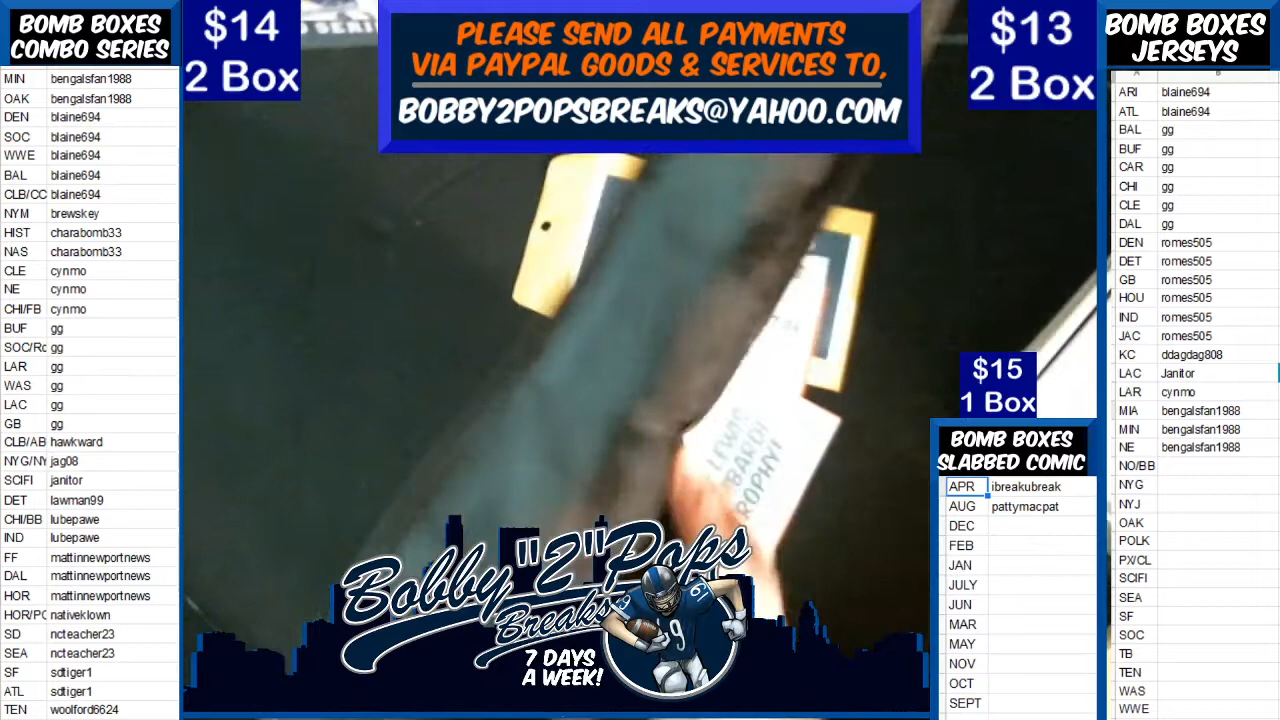 BOMB BOXES
COMBO SERIES
MIN bengalsfan1988
OAK bengalsfan1988
DEN blaine694
SOC blaine694
WWE blaine694
BAL blaine694
CLB/CC blaine694
NYM brewskey
HIST charabomb33
NAS charabomb33
CLE cynmo
NE cynmo
CHI/FB cynmo
BUF gg
SOC/Rc gg
LAR gg
WAS gg
LAC gg
GB gg
CLB/AB hawkward
NYG/NY jag08
SCIFI janitor
DET lawman99
CHI/BB lubepawe
IND lubepawe
FF mattinnewportnews
DAL mattinnewportnews
HOR mattinnewportnews
HOR/PC nativeklown
SD ncteacher23
SEA ncteacher23
SF sdtiger1
ATL sdtiger1
TEN woolford6624
$14
2 Box
PLEASE SEND ALL PAYMENTS
VIA PAYPAL GOODS & SERVICES TO,
BOBBY2POPSBREAKS@YAHOO.COM
TROPHY
Bobby "2" Pops
Breaks
9
7 DAYS
A WEEK!
$13
2 Box
$15
1 Box
BOMB BOXES
SLABBED COMIC
APR ibreakubreak
AUG pattymacpat
DEC
FEB
JAN
JULY
JUN
MAR
MAY
NOV
OCT
SEPT
BOMB BOXES
JERSEYS
ARI blaine694
ATL blaine694
BAL gg
BUF gg
CAR gg
CHI gg
CLE gg
DAL gg
DEN romes505
DET romes505
GB romes505
HOU romes505
IND romes505
JAC romes505
KC ddagdag808
LAC Janitor
LAR cynmo
MIA bengalsfan1988
MIN bengalsfan1988
NE bengalsfan1988
NO/BB
NYG
NYJ
OAK
POLK
PX/CL
SCIFI
SEA
SF
SOC
TB
TEN
WAS
WWE